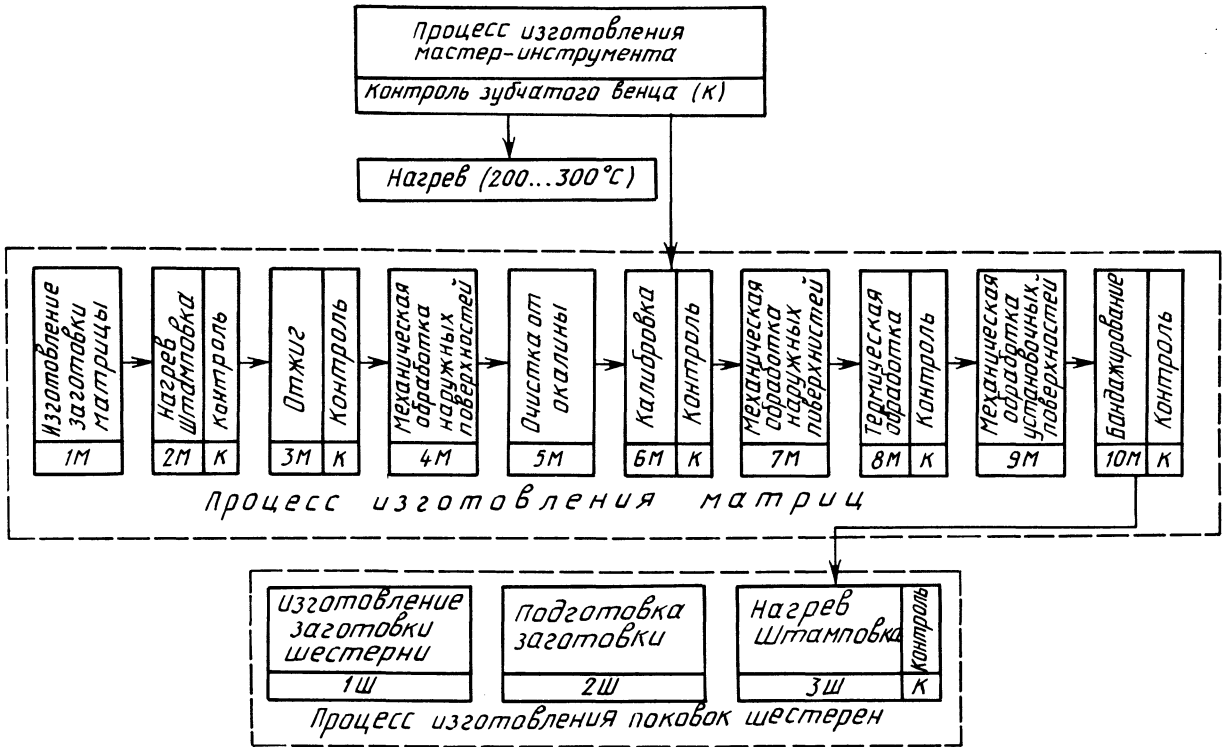 Процесс изготовления
мастер-инструмента
Контроль зубчатого венца (К)
Нагрев (200...300°С)
Изготовление
заготовки
матрицы
1М
Нагрев
Штамповка
контроль
2М
К
Отжиг
Контроль
3М
К
Механическая
обработка
наружных
поверхностей
4М
Очистка от
окалины
5М
Калибровка
Контроль
6М
К
Механическая
обработка
наружных
поверхнистей
7М
Термическая
обработка
Контроль
8М
К
Механическая
обработка
установочных
поверхностей
9М
Бандажирование
Контроль
10М
К
Процесс изготовления матриц
Изготовление
заготовки
шестерни
1Ш
Подготовка
заготовки
2Ш
Нагрев
Штамповка
Контроль
3Ш
К
Процесс изготовления поковок шестерен